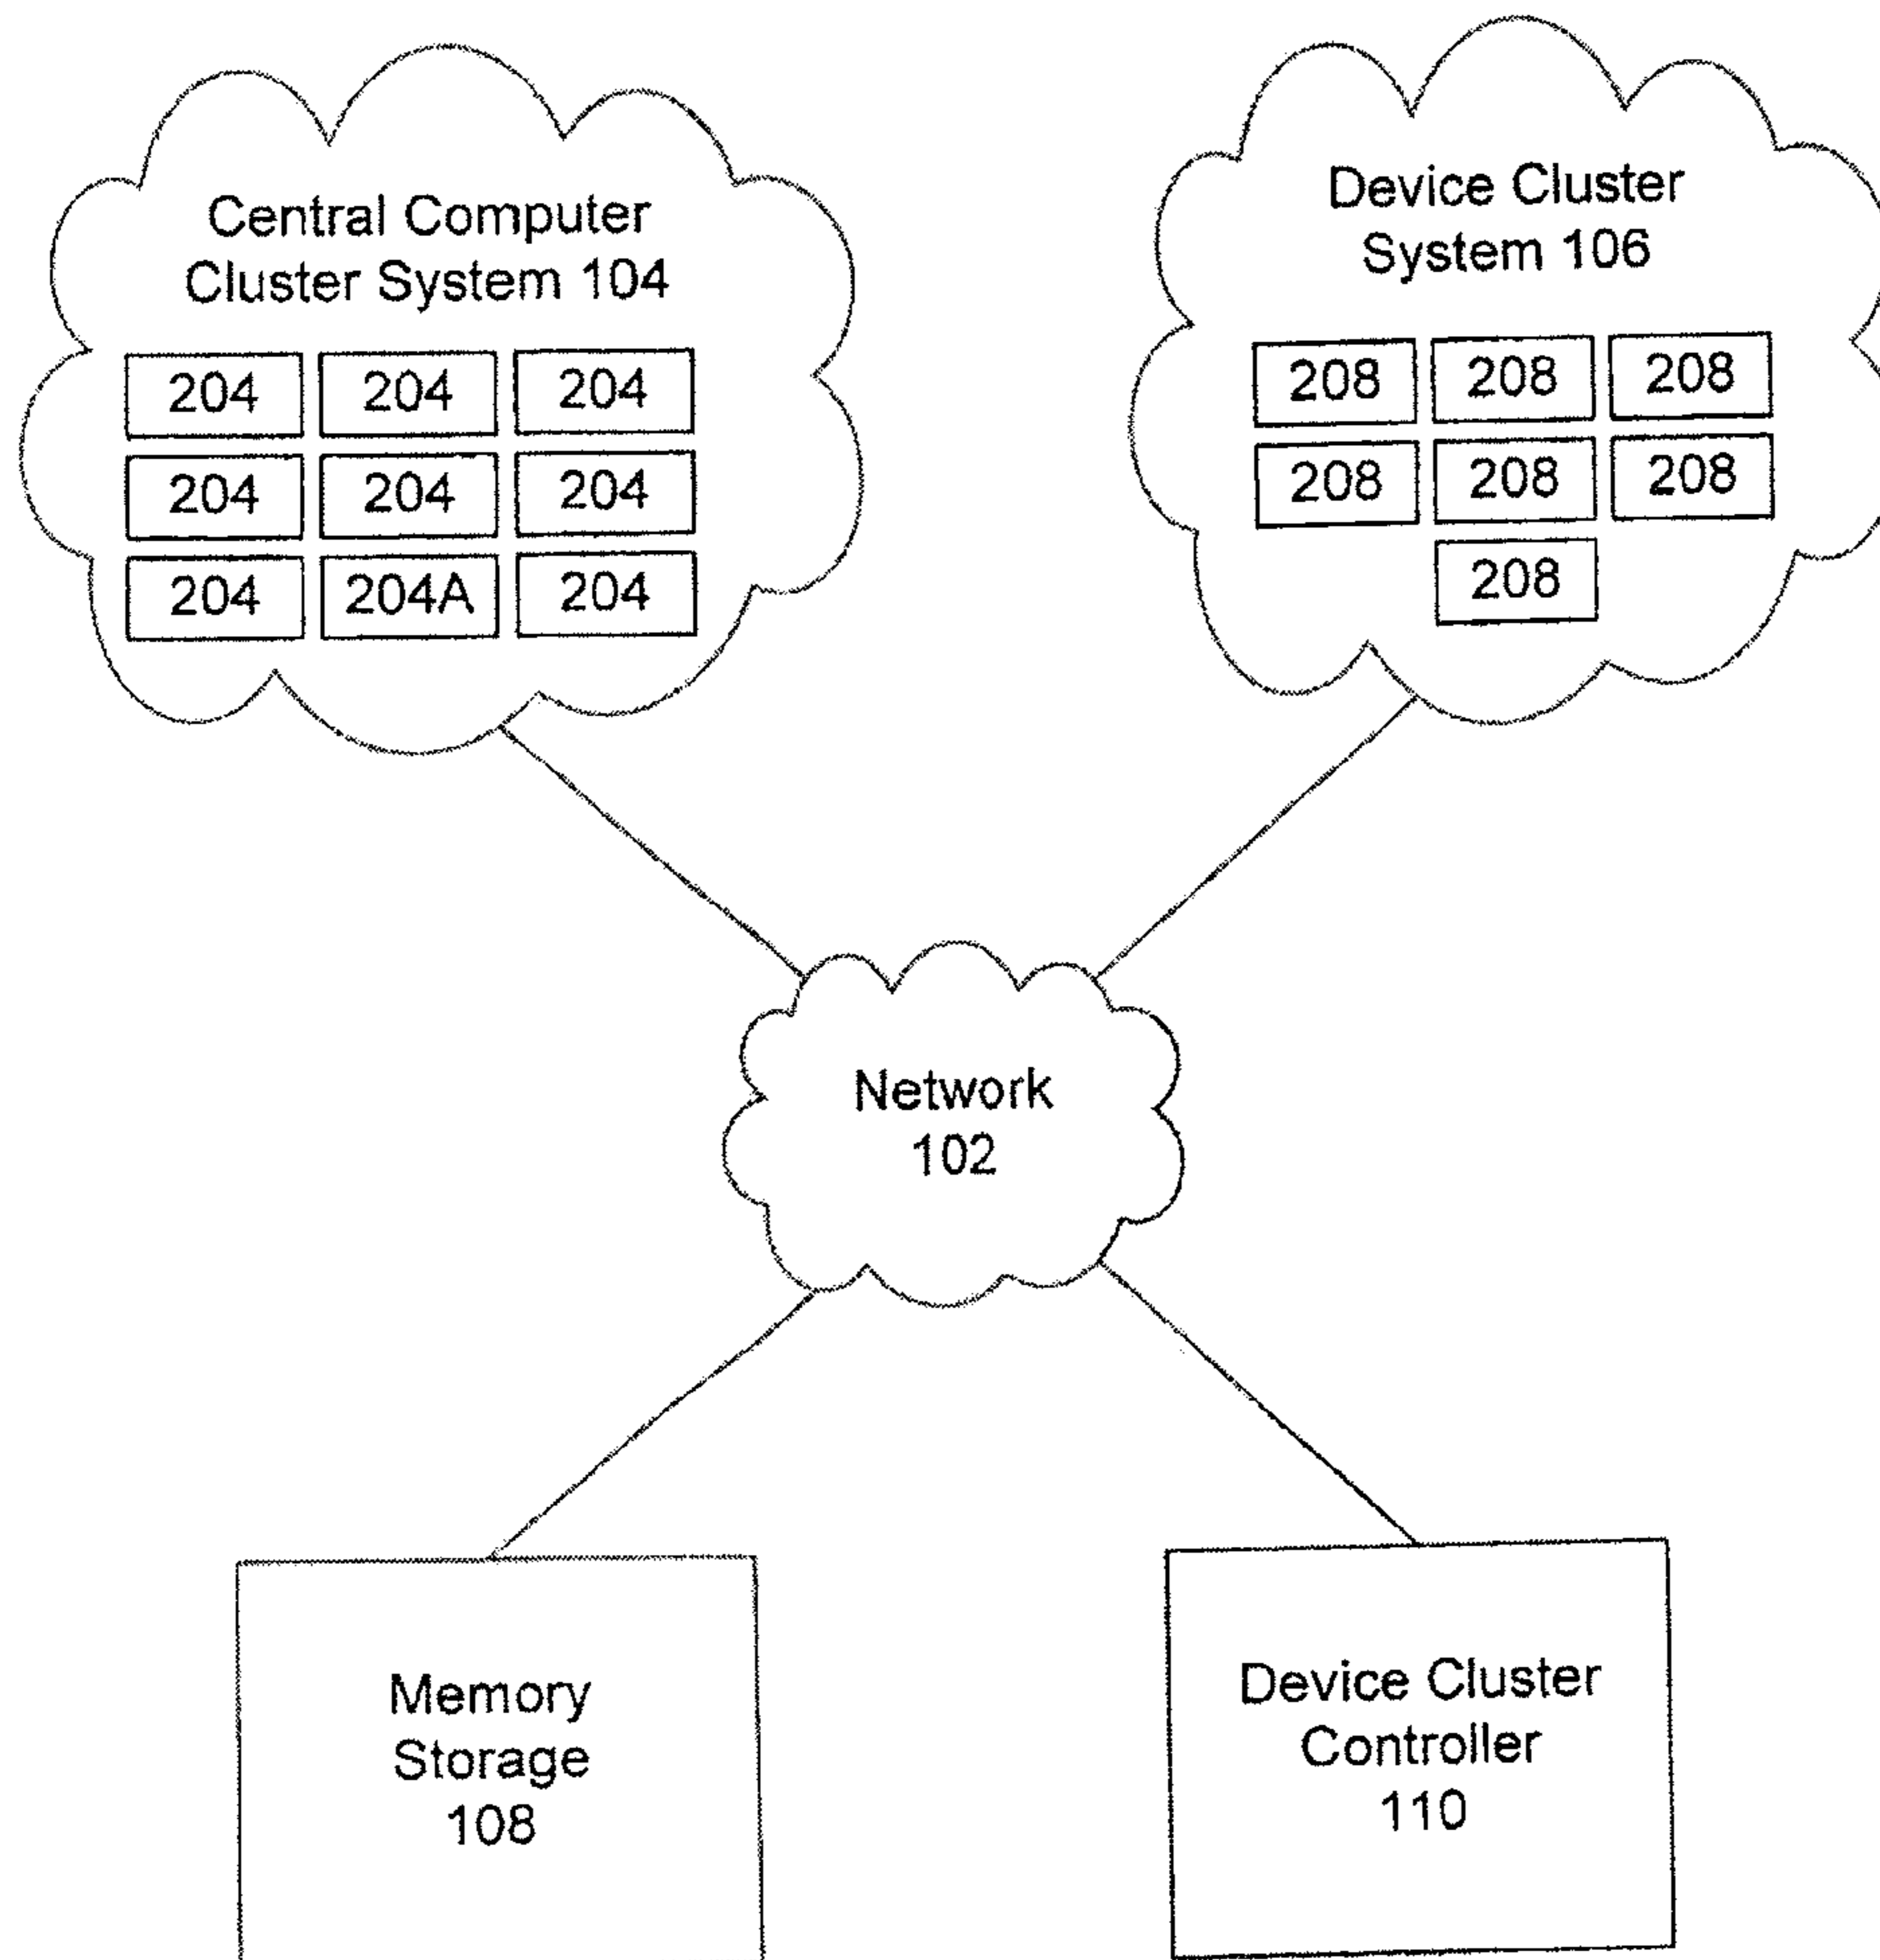 Central Computer
Cluster System 104
204 204 204
204 204 204
204 204A 204
Device Cluster
System 106
208 208 208
208 208 208
208
Network
102
Memory
Storage
108
Device Cluster
Controller
110